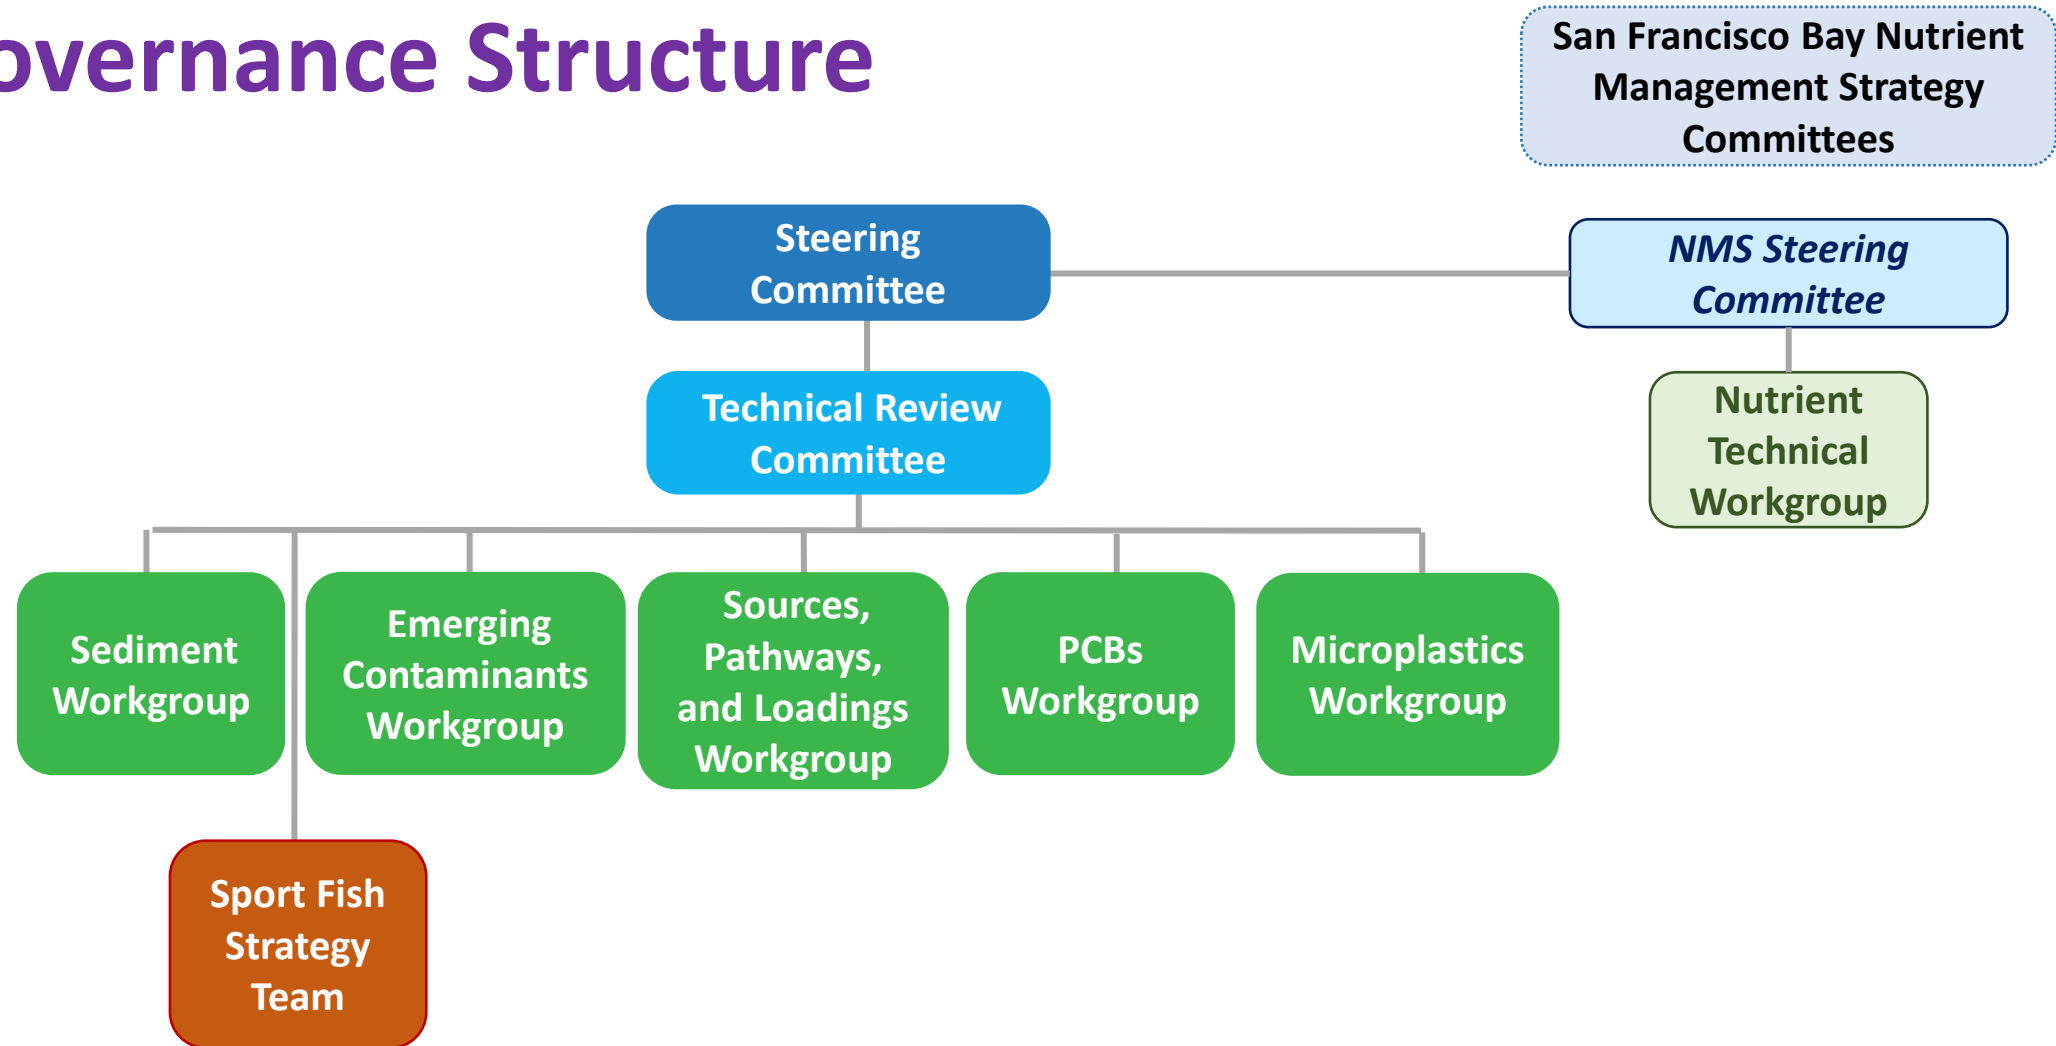 overnance Structure
San Francisco Bay Nutrient
Management Strategy
Committees
Steering
Committee
NMS Steering
Committee
Technical Review
Committee
Nutrient
Technical
Workgroup
Sediment
Workgroup
Emerging
Contaminants
Workgroup
Sources,
Pathways,
and Loadings
Workgroup
PCBs
Workgroup
Microplastics
Workgroup
Sport Fish
Strategy
Team